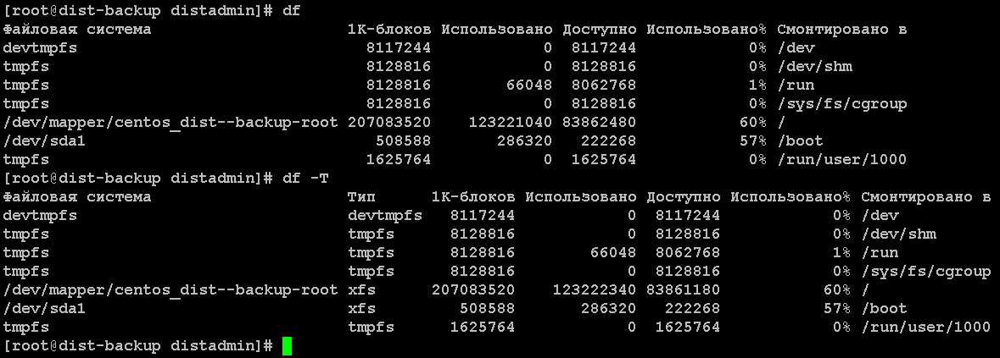 [root@dist-backup distadmin]# df
Файловая система 1K-блоков Использовано Доступно Использовано% Cмонтировано в
devtmpfs 8117244 0 8117244 0% /dev
tmpfs 8128816 0 8128816 0% /dev/shm
tmpfs 8128816 66048 8062768 1% /run
tmpfs 8128816 0 8128816 0% /sys/fs/cgroup
/dev/mapper/centos_dist--backup-root 207083520 123221040 83862480 60% /
/dev/sda1 508588 286320 222268 57% /boot
tmpfs 1625764 0 1625764 0% /run/user/1000
[root@dist-backup distadmin]# df -T
Файловая система Тип 1K-блоков Использовано Доступно Использовано% Cмонтировано в
devtmpfs devtmpfs 8117244 0 8117244 0% /dev
tmpfs tmpfs 8128816 0 8128816 0% /dev/shm
tmpfs tmpfs 8128816 66048 8062768 1% /run
tmpfs tmpfs 8128816 0 8128816 0% /sys/fs/cgroup
/dev/mapper/centos_dist--backup-root xfs 207083520 123222340 83861180 60% /
/dev/sda1 xfs 508588 286320 222268 57% /boot
tmpfs tmpfs 1625764 0 1625764 0% /run/user/1000
[root@dist-backup distadmin]#